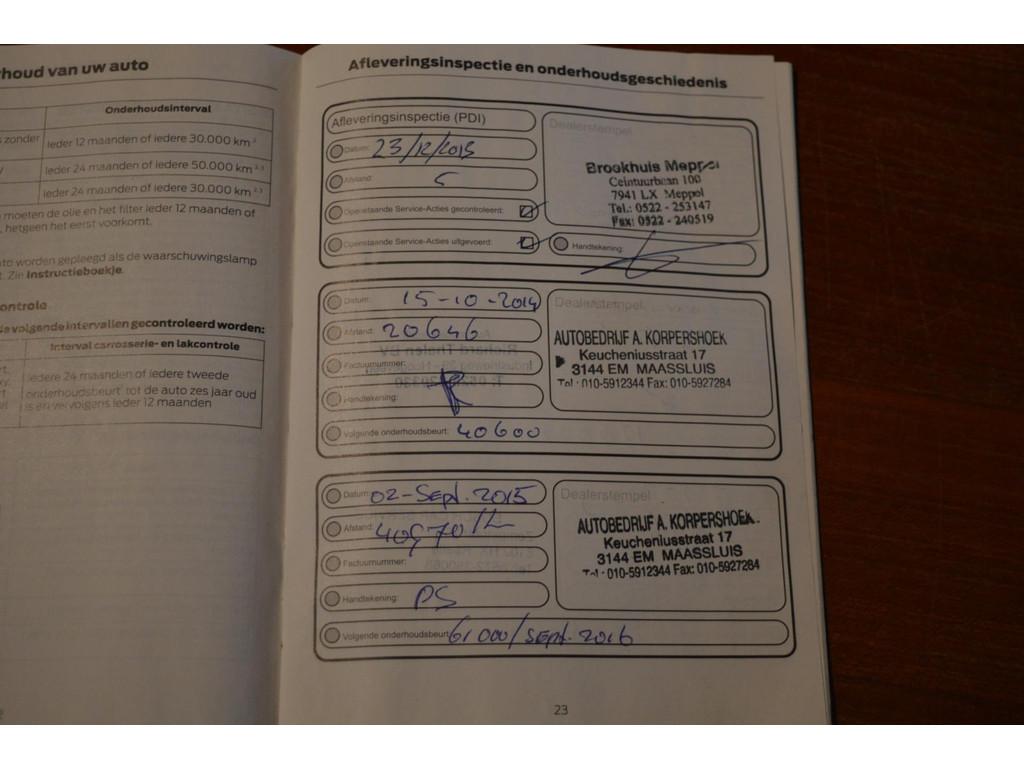 houd van uw auto
Onderhoudsinterval
zonder Ieder 12 maanden of iedere 30.000 km
Ieder 24 maanden of iedere 50.000 km
Ieder 24 maanden of iedere 30.000 km
moeten de olie en het filter ieder 12 maanden of
, hetgeen het eerst voorkomt.
worden gepleegd als de waarschuwingslamp
Zie Instructieboekje.
ontrole
volgende intervallen gecontroleerd worden:
Interval carrosserie- en lakcontrole
Iedere 24 maanden of iedere tweede
onderhoudsbeurt tot de auto zes jaar oud
is en vervolgens ieder 12 maanden
Afleveringsinspectie en onderhoudsgeschiedenis
Afleveringsinspectie (PDI)
Datum: 23/12/2013
Afstand: 5
Openstaande Service-Acties gecontroleerd:
Openstaande Service-Acties uitgevoerd:
Dealerstempel
Brookhuis Meppel
Ceintuurbaan 100
7941 LX Meppel
Tel.: 0522 - 253147
Fax: 0522 - 240519
Handtekening:
Datum: 15-10-2014
Afstand: 20646
Factuurnummer:
Handtekening:
Volgende onderhoudsbeurt: 40600
Dealerstempel
AUTOBEDRIJF A. KORPERSHOEK
Keucheniusstraat 17
3144 EM MAASSLUIS
Tel: 010-5912344 Fax: 010-5927284
Datum: 02-Sept. 2015
Afstand:
Factuurnummer:
Handtekening: PS
Volgende onderhoudsbeurt: 61000/Sept. 2016
Dealerstempel
AUTOBEDRIJF A. KORPERSHOEK
Keucheniusstraat 17
3144 EM MAASSLUIS
Tel: 010-5912344 Fax: 010-5927284
23